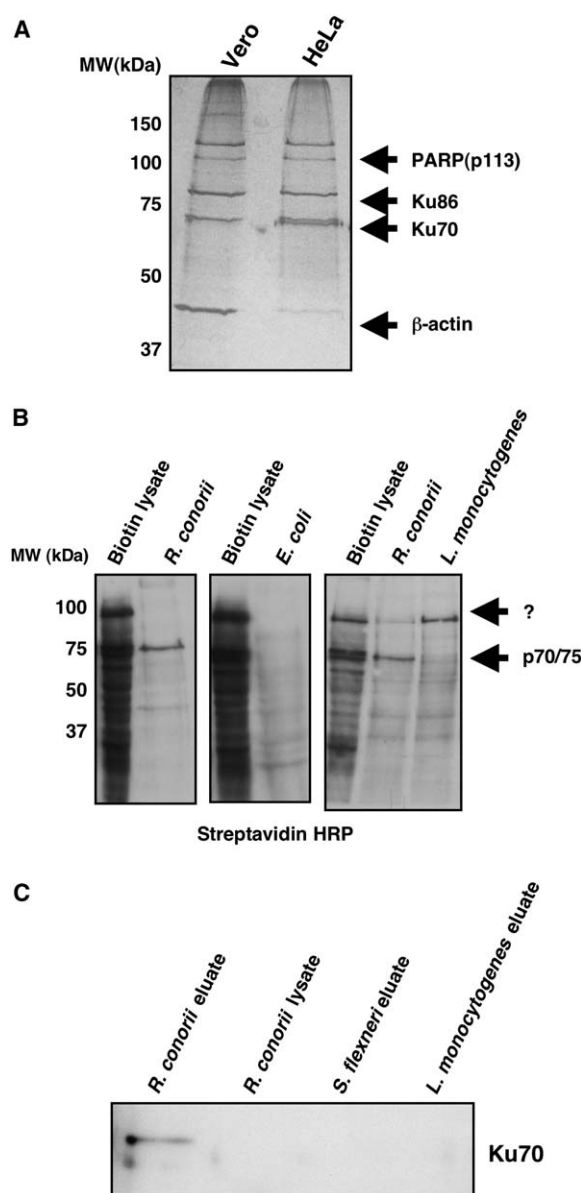 A
MW(kDa)
Vero
HeLa
150
100
75
50
37
PARP(p113)
Ku86
Ku70
β-actin
B
MW (kDa)
Biotin lysate
R. conorii
Biotin lysate
E. coli
Biotin lysate
R. conorii
L. monocytogenes
100
75
50
37
?
p70/75
Streptavidin HRP
C
R. conorii eluate
R. conorii lysate
S. flexneri eluate
L. monocytogenes eluate
Ku70